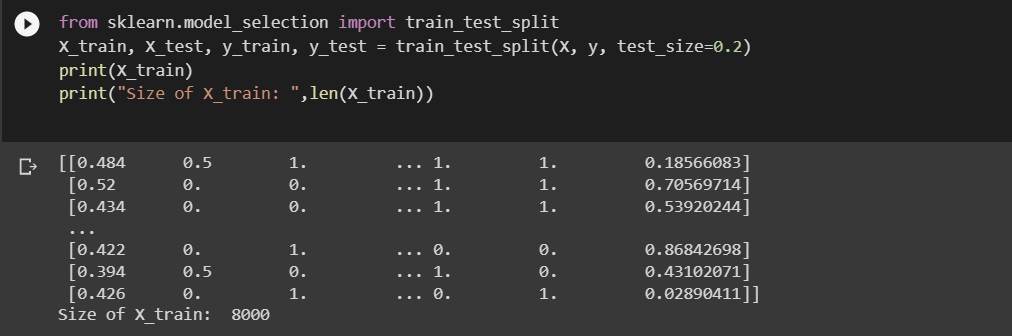 from sklearn.model_selection import train_test_split
X_train, X_test, y_train, y_test = train_test_split(X, y, test_size=0.2)
print(X_train)
print("Size of X_train: ",len(X_train))
[[0.484      0.5        1.         ... 1.         1.         0.18566083]
 [0.52       0.         0.         ... 1.         1.         0.70569714]
 [0.434      0.         0.         ... 1.         1.         0.53920244]
 ...
 [0.422      0.         1.         ... 0.         0.         0.86842698]
 [0.394      0.5        0.         ... 1.         0.         0.43102071]
 [0.426      0.         1.         ... 0.         1.         0.02890411]]
Size of X_train:  8000